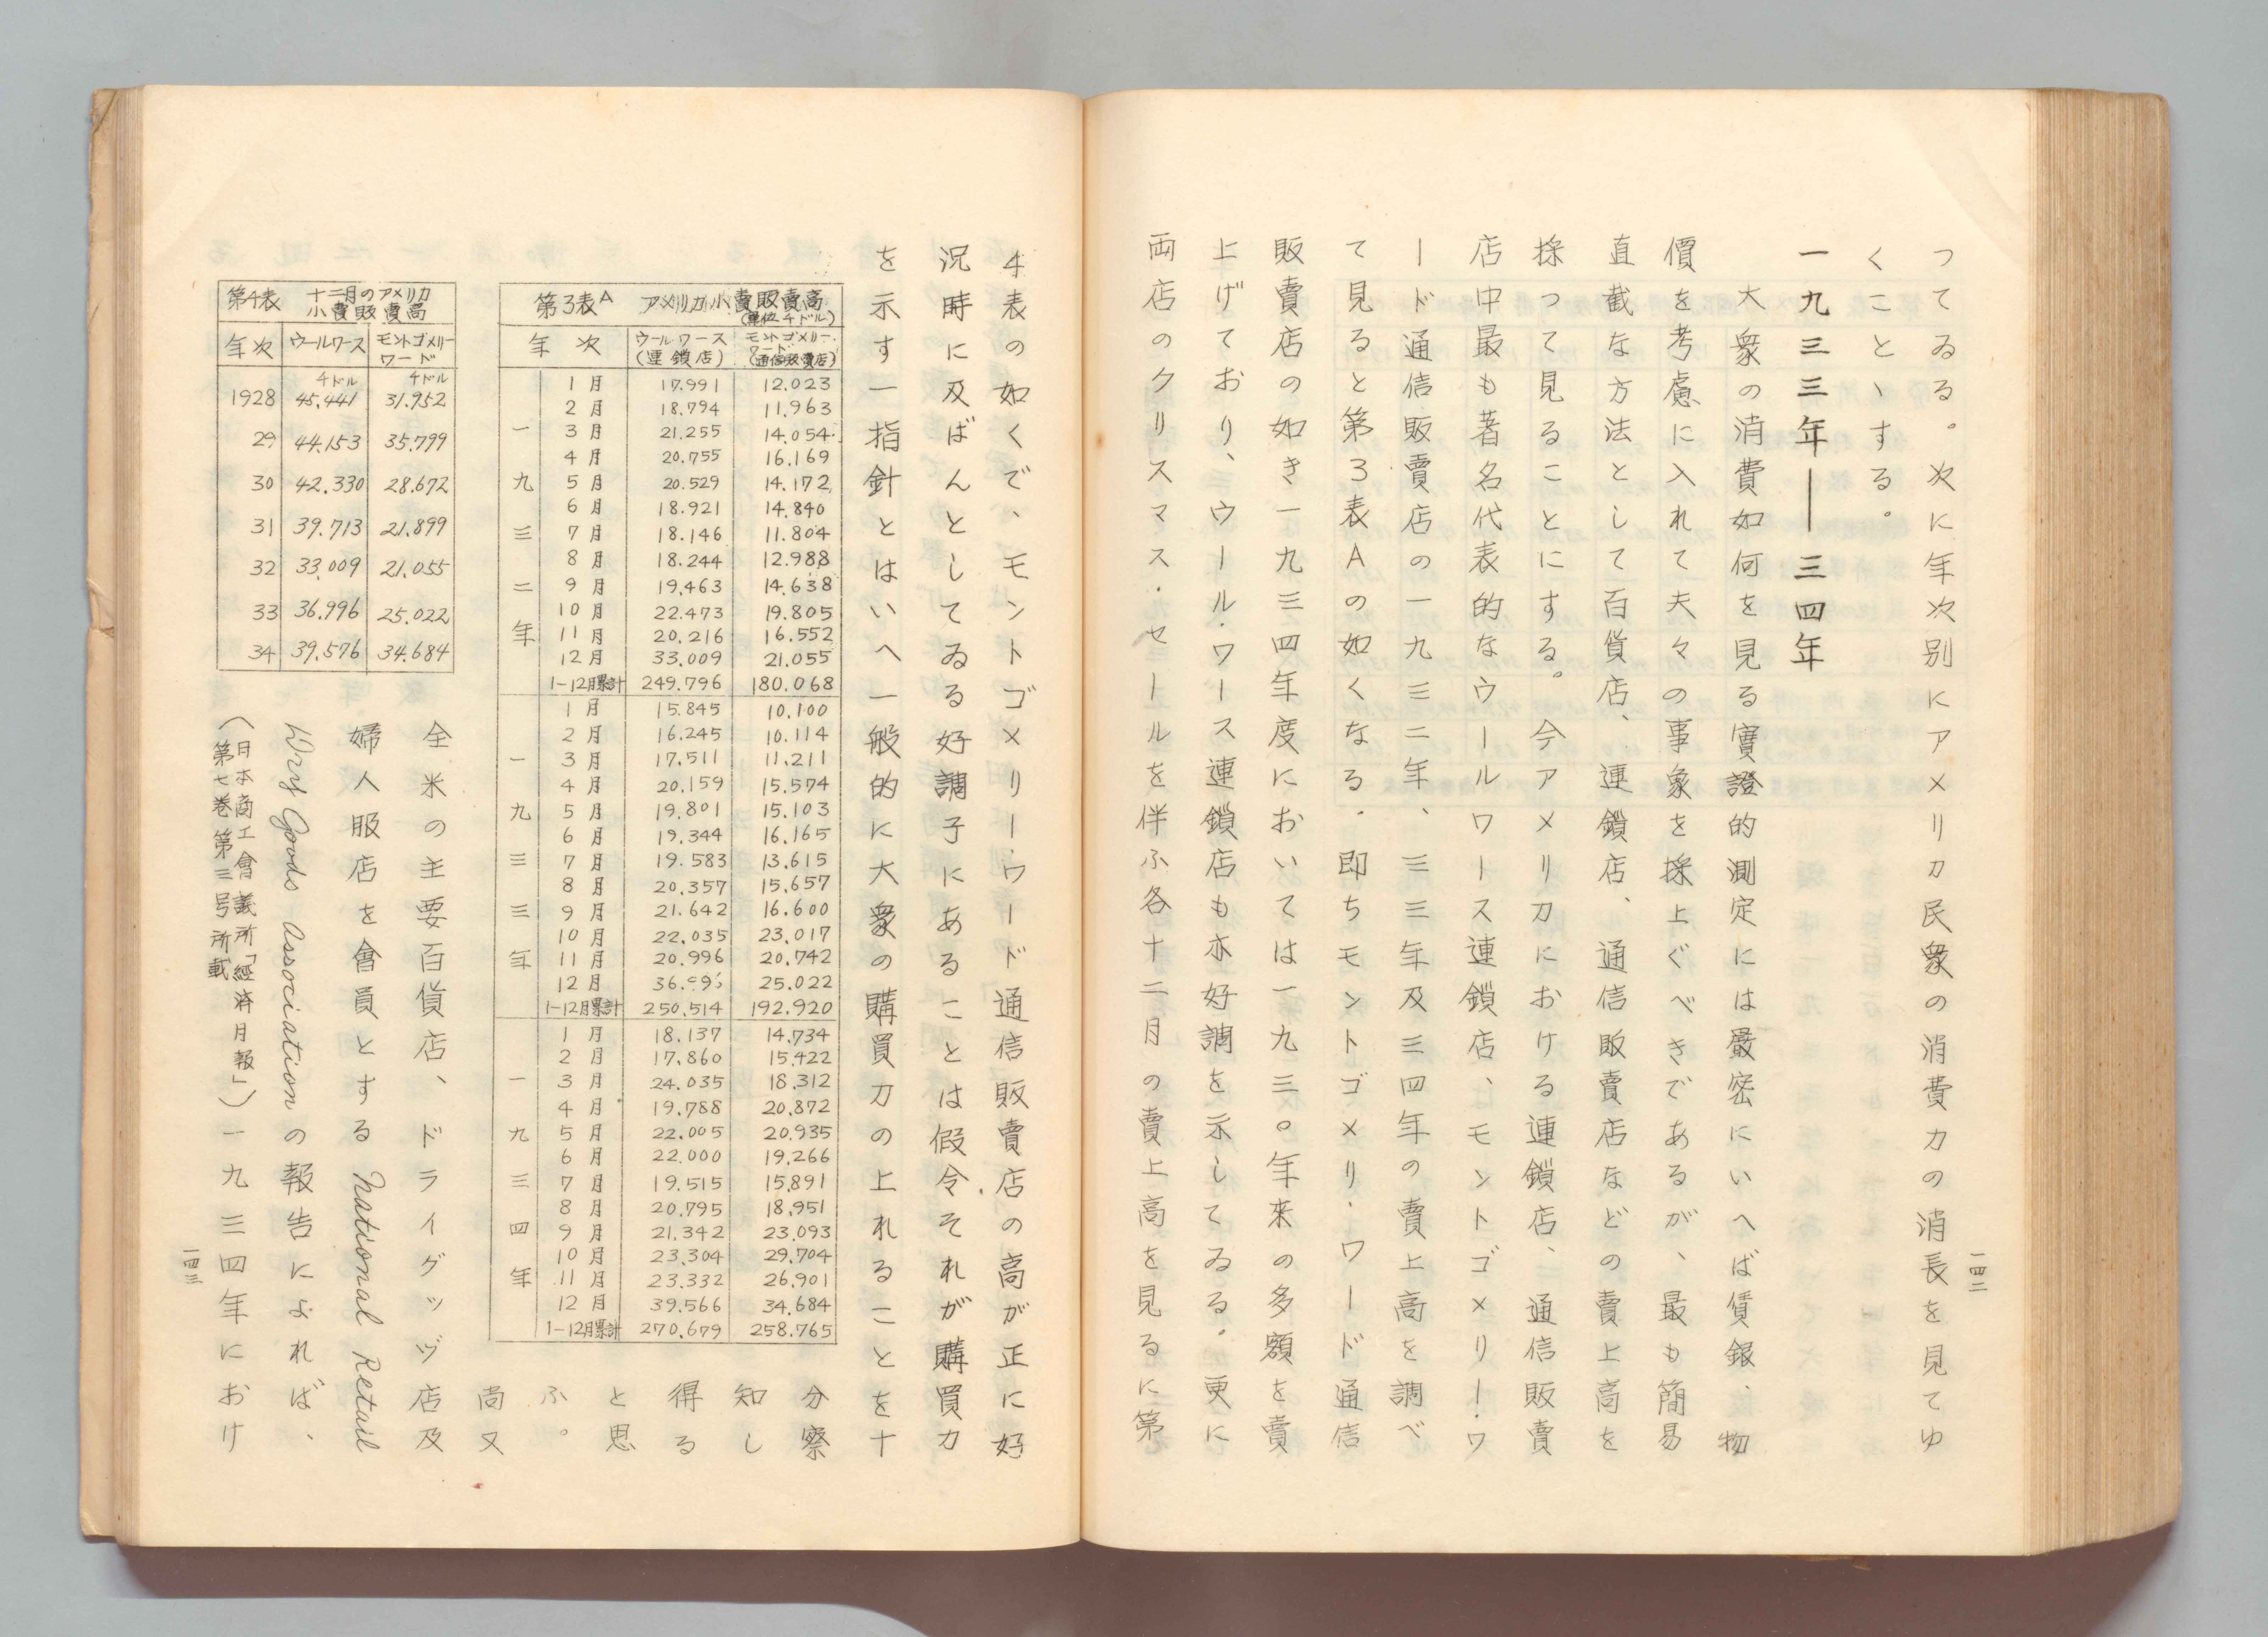 つてゐる。次に年次別にアメリカ民衆の消費力の消長を見てゆ
くことゝする。
一九三三年——三四年
大衆の消費如何を見る實證的測定には嚴密にいへば賃銀、物
價を考慮に入れて夫々の事象を採上ぐべきであるが、最も簡易
直截な方法として百貨店、連鎖店、通信販賣店などの賣上高を
採つて見ることにする。今アメリカにおける連鎖店、通信販賣
店中最も著名代表的なウールワース連鎖店、モントゴメリー・ワ
ード通信販賣店の一九三二年、三三年及三四年の賣上高を調べ
て見ると第3表Aの如くなる。即ちモントゴメリ・ワード通信
販賣店の如き一九三四年度においては一九三〇年來の多額を賣
上げており、ウール・ワース連鎖店も亦好調を示してゐる。更に
両店のクリスマス・セールを伴ふ各十二月の賣上高を見るに第
一四二
4表の如くで、モントゴメリー・ワード通信販賣店の高が正に好
況時に及ばんとしてゐる好調子にあることは假令それが購買力
を示す一指針とはいへ一般的に大衆の購買力の上れることを十
分察
知し
得る
と思
ふ。
尚又
第3表A アメリカ小賣販賣高 (單位千ドル)
年次 ウールワース(連鎖店) モントゴメリー・ワード(通信販賣店)
一九三二年
1月 17.991 12.023
2月 18.794 11.963
3月 21.255 14.054
4月 20.755 16.169
5月 20.529 14.172
6月 18.921 14.840
7月 18.146 11.804
8月 18.244 12.988
9月 19.463 14.638
10月 22.473 19.805
11月 20.216 16.552
12月 33.009 21.055
1-12月累計 249.796 180.068
一九三三年
1月 15.845 10.100
2月 16.245 10.114
3月 17.511 11.211
4月 20.159 15.574
5月 19.801 15.103
6月 19.344 16.165
7月 19.583 13.615
8月 20.357 15.657
9月 21.642 16.600
10月 22.035 23.017
11月 20.996 20.742
12月 25.022
1-12月累計 250.514 192.920
一九三四年
1月 18.137 14.734
2月 17.860 15.422
3月 24.035 18.312
4月 19.788 20.872
5月 22.005 20.935
6月 22.000 19.266
7月 19.515 15.891
8月 20.795 18.951
9月 21.342 23.093
10月 23.304 29.704
11月 23.332 26.901
12月 39.566 34.684
1-12月累計 270.679 258.765
全米の主要百貨店、ドライグッヅ店及
婦人服店を會員とする National Retail
Dry Goods Association の報告によれば、
(日本商工會議所「經濟月報」
第七巻第三号所載) 一九三四年におけ
第4表 十二月のアメリカ小賣販賣高
年次 ウールワース モントゴメリーワード
千ドル 千ドル
1928 45.441 31.952
29 44.153 35.799
30 42.330 28.672
31 39.713 21.899
32 33.009 21.055
33 36.996 25.022
34 39.576 34.684
一四三